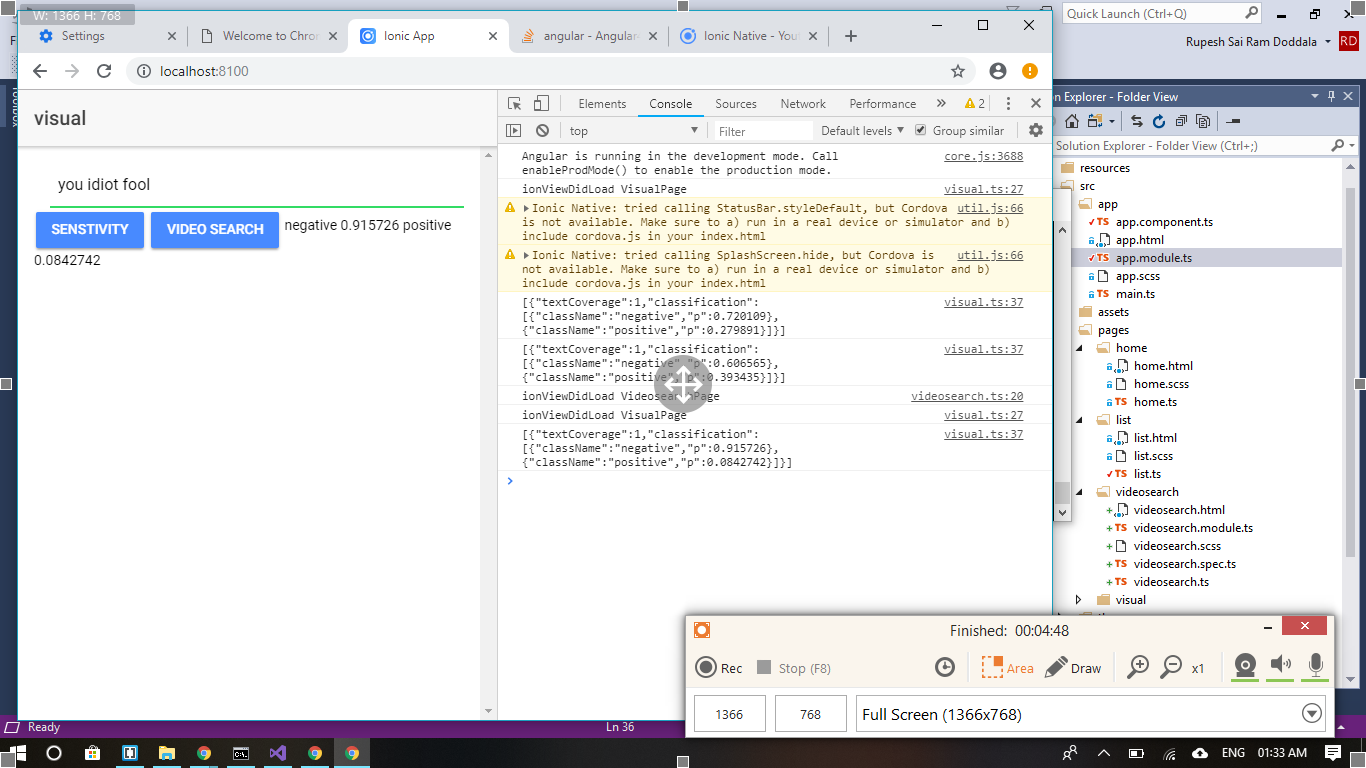 W: 1366 H: 768
Quick Launch (Ctrl+Q)
Settings
Welcome to Chror
Ionic App
angular - Angular
Ionic Native - You
Rupesh Sai Ram Doddala
RD
localhost:8100
n Explorer - Folder View
visual
Elements
Console
Sources
Network
Performance
2
top
Filter
Default levels
Group similar
Solution Explorer - Folder View (Ctrl+;)
Angular is running in the development mode. Call core.js:3688
enableProdMode() to enable the production mode.
ionViewDidLoad VisualPage visual.ts:27
Ionic Native: tried calling StatusBar.styleDefault, but Cordova util.js:66
is not available. Make sure to a) run in a real device or simulator and b)
include cordova.js in your index.html
Ionic Native: tried calling SplashScreen.hide, but Cordova is util.js:66
not available. Make sure to a) run in a real device or simulator and b)
include cordova.js in your index.html
[{"textCoverage":1,"classification": visual.ts:37
[{"className":"negative","p":0.720109},
{"className":"positive","p":0.279891}]}]
[{"textCoverage":1,"classification": visual.ts:37
[{"className":"negative","p":0.606565},
{"className":"positive","p":0.393435}]}]
ionViewDidLoad VideosearchPage videosearch.ts:20
ionViewDidLoad VisualPage visual.ts:27
[{"textCoverage":1,"classification": visual.ts:37
[{"className":"negative","p":0.915726},
{"className":"positive","p":0.0842742}]}]
you idiot fool
SENSTIVITY
VIDEO SEARCH
negative 0.915726 positive
0.0842742
resources
src
app
TS app.component.ts
app.html
TS app.module.ts
app.scss
TS main.ts
assets
pages
home
home.html
home.scss
TS home.ts
list
list.html
list.scss
TS list.ts
videosearch
videosearch.html
TS videosearch.module.ts
videosearch.scss
TS videosearch.spec.ts
TS videosearch.ts
visual
Finished: 00:04:48
Rec
Stop (F8)
Area
Draw
x1
1366
768
Full Screen (1366x768)
Ready
Ln 36
ENG
01:33 AM